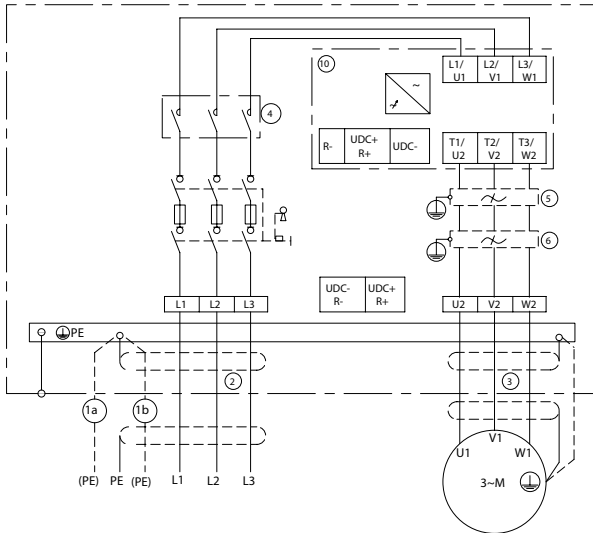 10
L1/ L2/ L3/
U1 V1 W1
4
R- UDC+ UDC-
R+
~
T1/ T2/ T3/
U2 V2 W2
5
6
UDC- UDC+
R- R+
L1 L2 L3
U2 V2 W2
PE
2
3
1a 1b
V1
U1 W1
3~M
(PE) PE (PE) L1 L2 L3